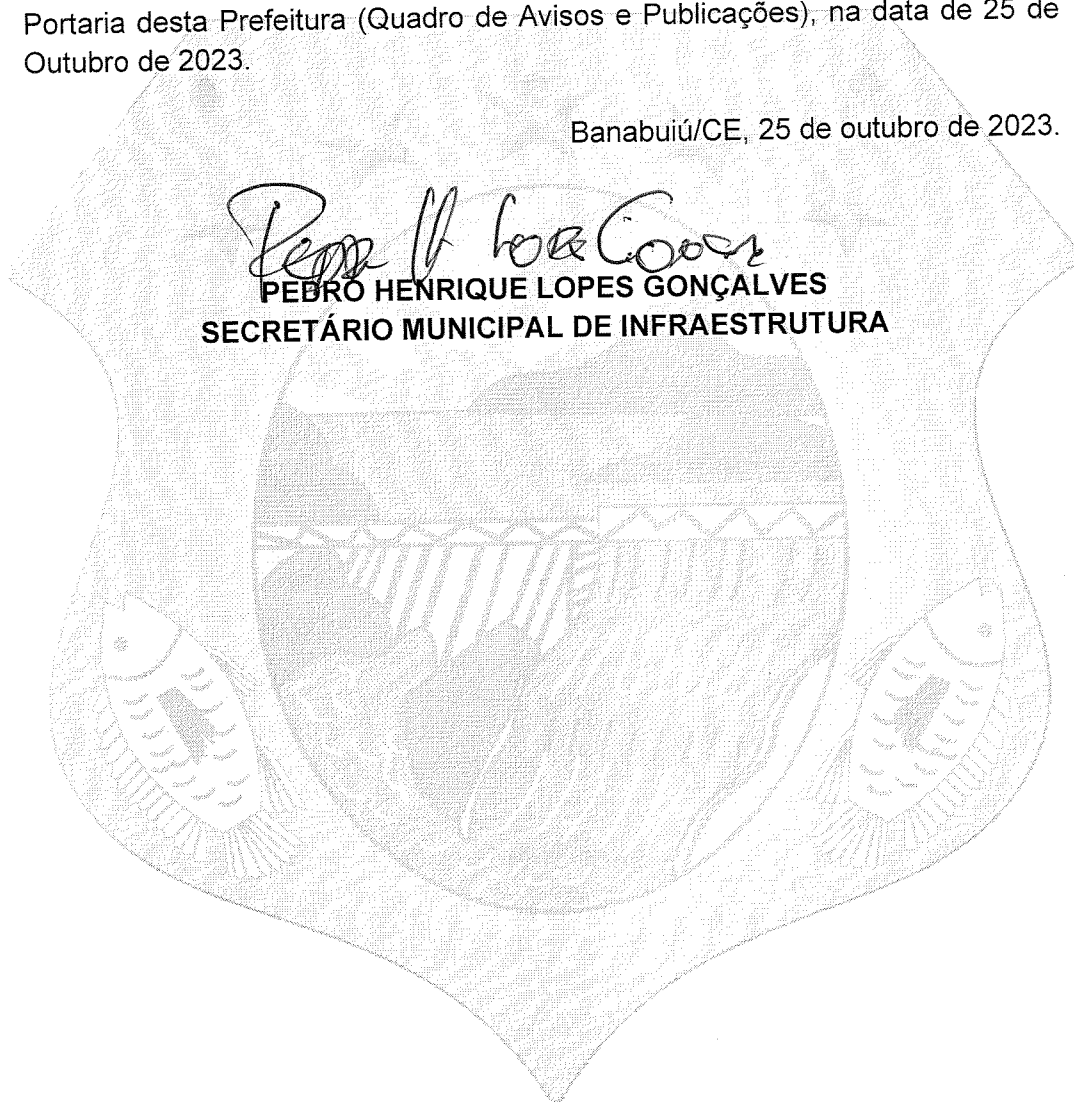 Portaria desta Prefeitura (Quadro de Avisos e Publicações), na data de 25 de
Outubro de 2023.
Banabuiú/CE, 25 de outubro de 2023.
PEDRO HENRIQUE LOPES GONÇALVES
SECRETÁRIO MUNICIPAL DE INFRAESTRUTURA